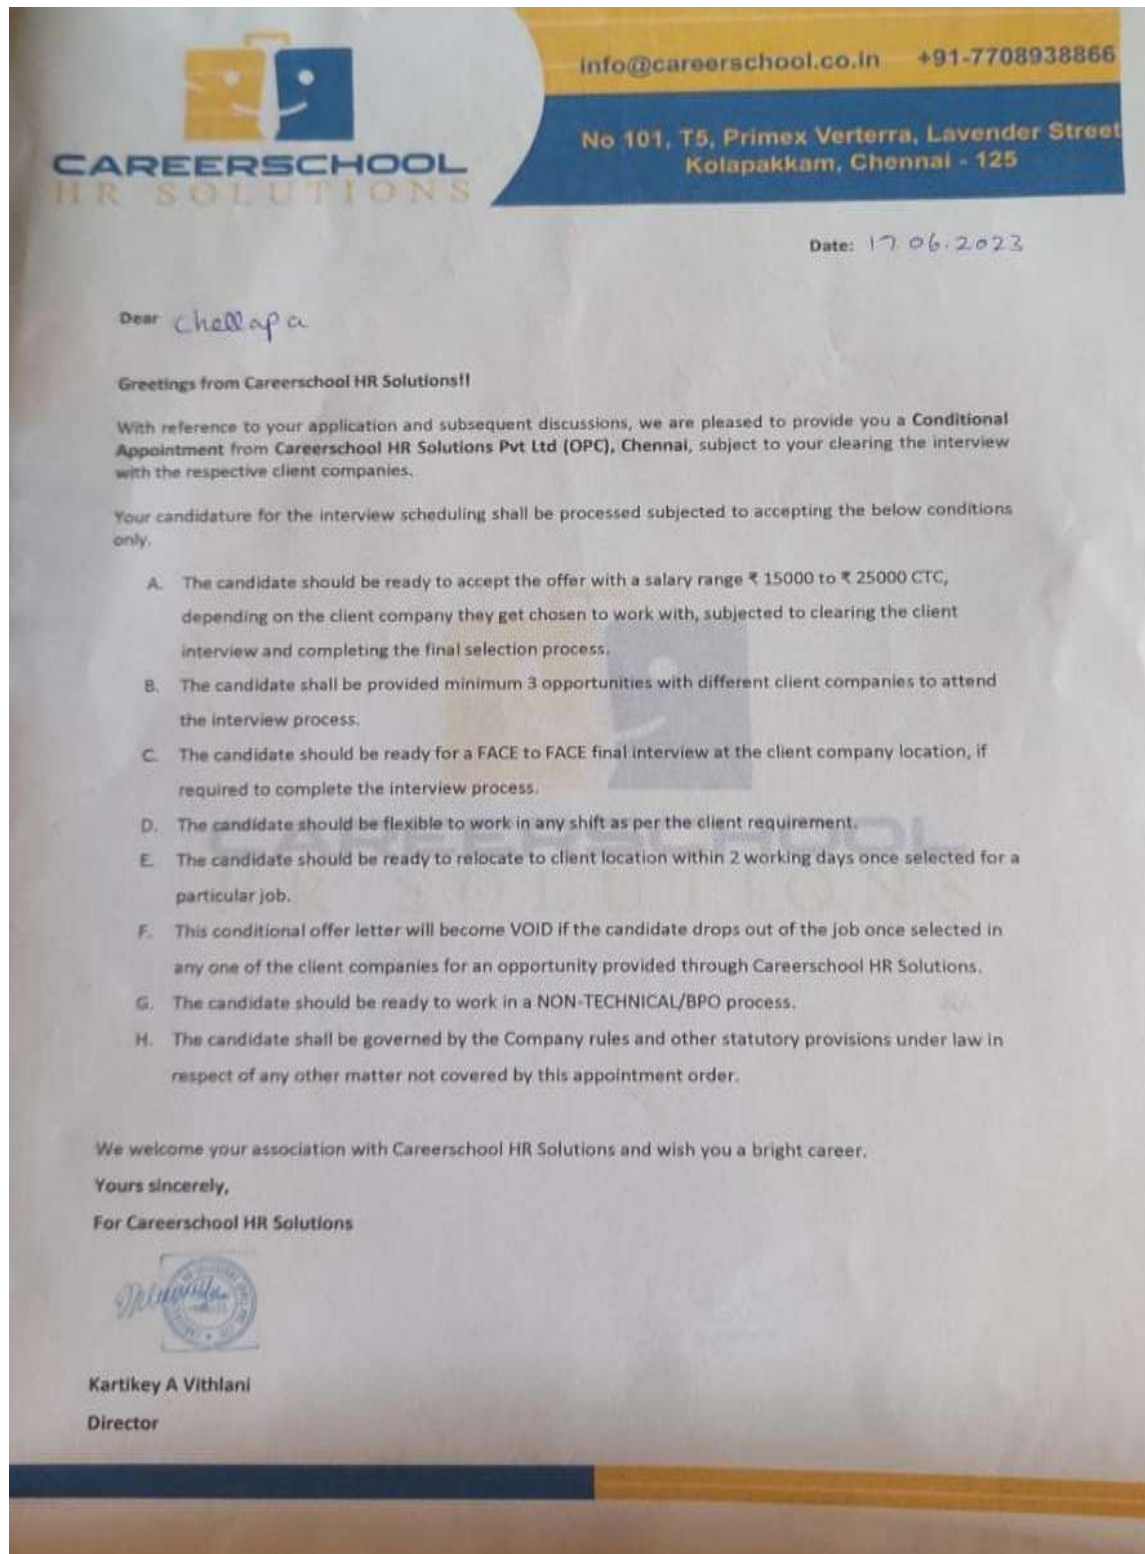 info@careerschool.co.in +91-7708938866
No 101, T5, Primex Verterra, Lavender Street
Kolapakkam, Chennai - 125
CAREERSCHOOL
HR SOLUTIONS
Date: 17.06.2023
Dear Chellapa
Greetings from Careerschool HR Solutions!!
With reference to your application and subsequent discussions, we are pleased to provide you a Conditional
Appointment from Careerschool HR Solutions Pvt Ltd (OPC), Chennai, subject to your clearing the interview
with the respective client companies.
Your candidature for the interview scheduling shall be processed subjected to accepting the below conditions
only.
A. The candidate should be ready to accept the offer with a salary range ₹ 15000 to ₹ 25000 CTC,
depending on the client company they get chosen to work with, subjected to clearing the client
interview and completing the final selection process.
B. The candidate shall be provided minimum 3 opportunities with different client companies to attend
the interview process.
C. The candidate should be ready for a FACE to FACE final interview at the client company location, if
required to complete the interview process.
D. The candidate should be flexible to work in any shift as per the client requirement.
E. The candidate should be ready to relocate to client location within 2 working days once selected for a
particular job.
F. This conditional offer letter will become VOID if the candidate drops out of the job once selected in
any one of the client companies for an opportunity provided through Careerschool HR Solutions.
G. The candidate should be ready to work in a NON-TECHNICAL/BPO process.
H. The candidate shall be governed by the Company rules and other statutory provisions under law in
respect of any other matter not covered by this appointment order.
We welcome your association with Careerschool HR Solutions and wish you a bright career.
Yours sincerely,
For Careerschool HR Solutions
Kartikey A Vithlani
Director